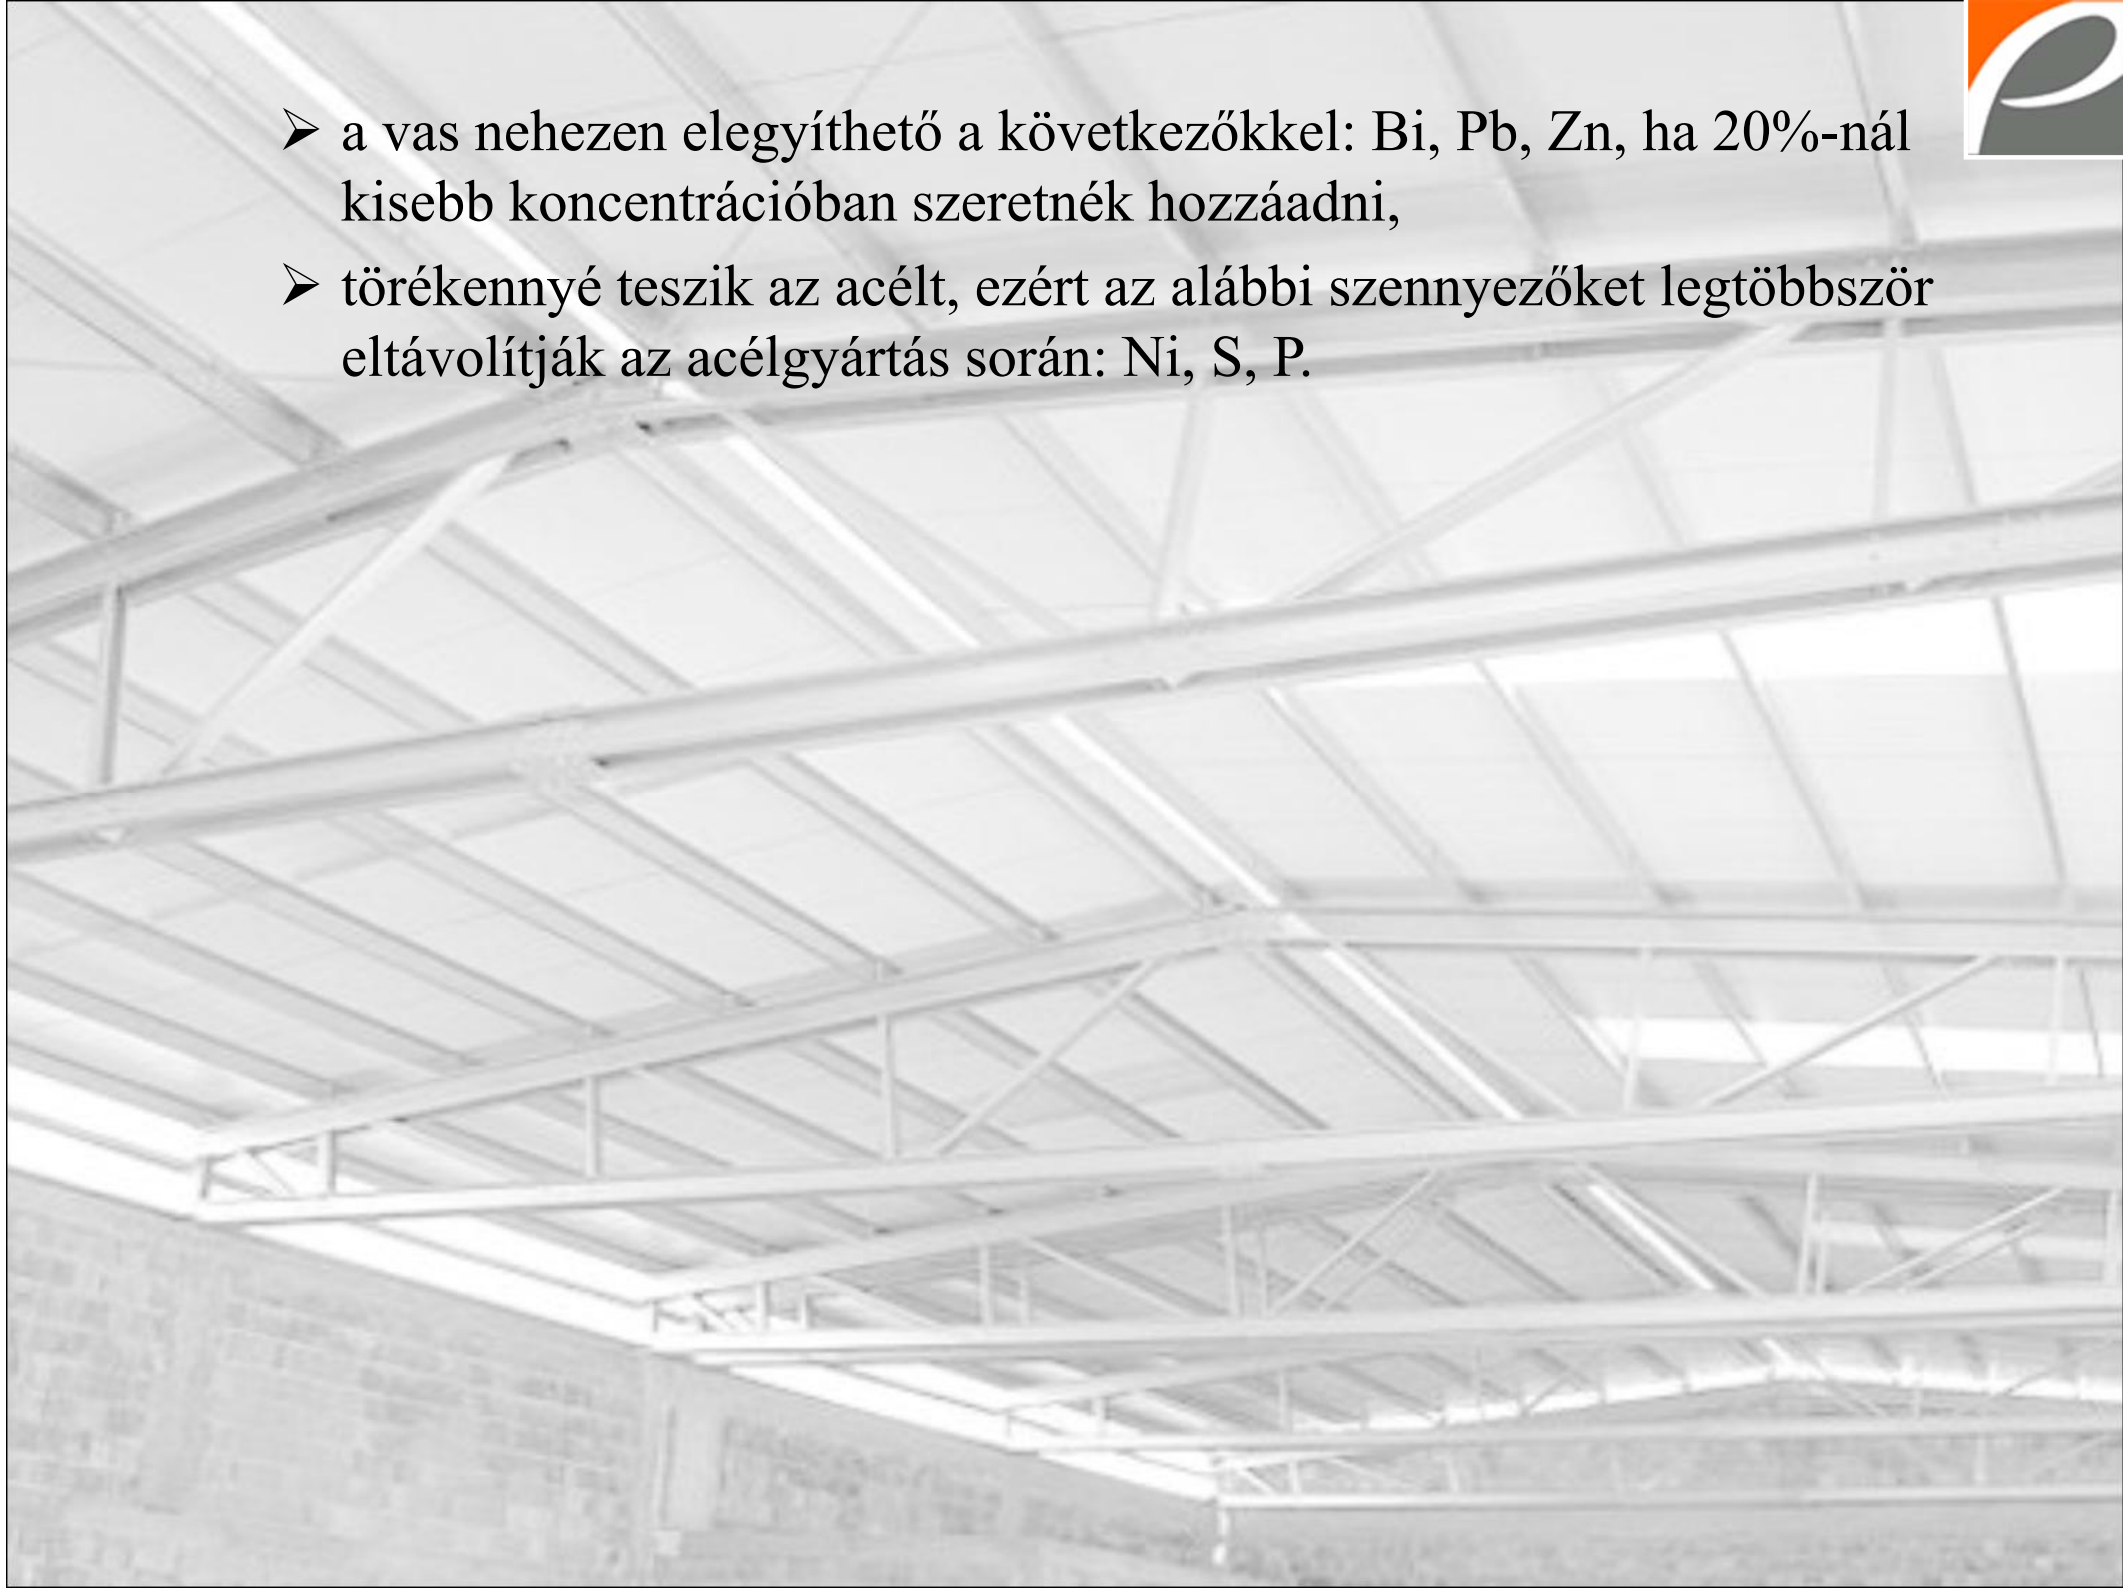 ➢ a vas nehezen elegyíthető a következőkkel: Bi, Pb, Zn, ha 20%-nál
kisebb koncentrációban szeretnék hozzáadni,
➢ törékennyé teszik az acélt, ezért az alábbi szennyezőket legtöbbször
eltávolítják az acélgyártás során: Ni, S, P.